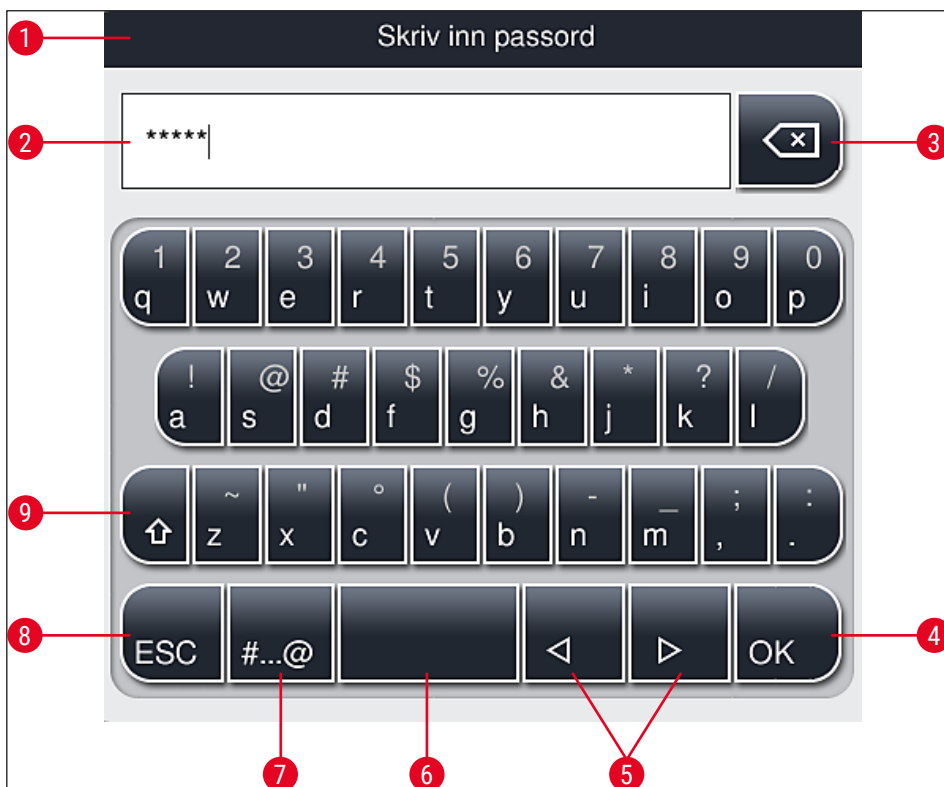 1 Skriv inn passord
2 *****
3
1 2 3 4 5 6 7 8 9 0
q w e r t y u i o p
! @ # $ % & * ? /
a s d f g h j k l
~ " ° ( ) - _ ; :
9 z x c v b n m , .
8 ESC #...@ OK 4
7 6 5